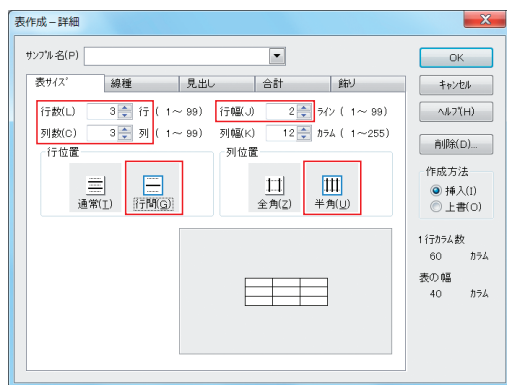 表作成－詳細
サンプル名(P)
表サイズ 線種 見出し 合計 飾り
行数(L) 3 行 ( 1～ 99) 行幅(J) 2 ライン ( 1～ 99)
列数(C) 3 列 ( 1～ 99) 列幅(K) 12 カラム ( 1～255)
行位置
通常(I)
行間(G)
列位置
全角(Z)
半角(U)
OK
キャンセル
ヘルプ(H)
削除(D)...
作成方法
挿入(I)
上書(O)
1行カラム数
60 カラム
表の幅
40 カラム